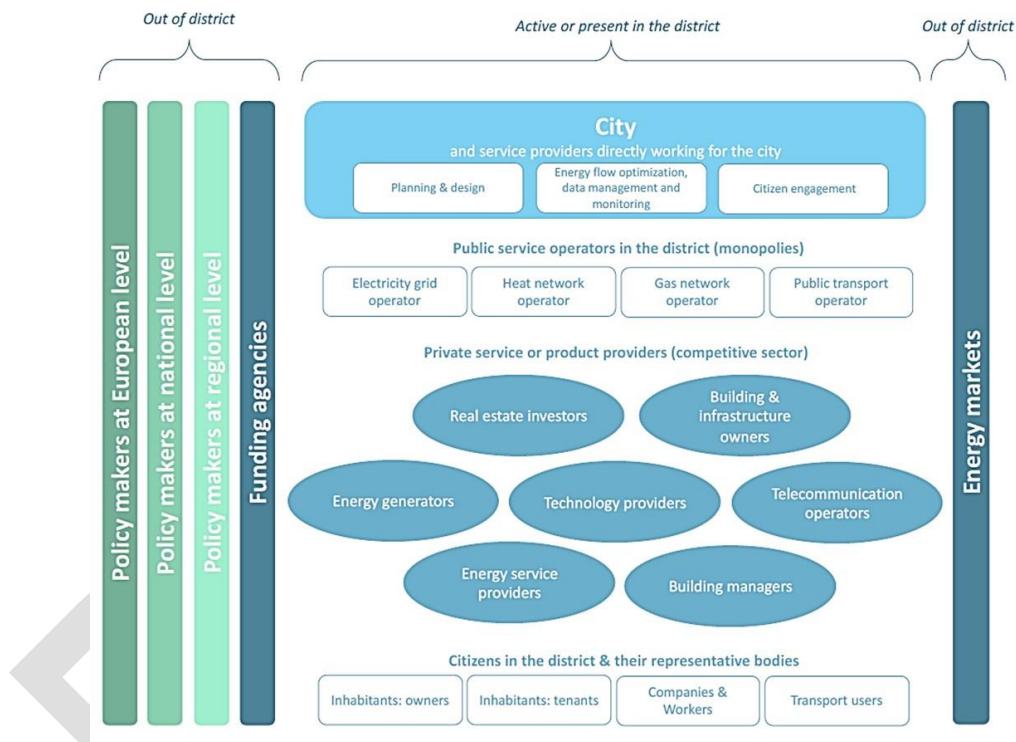 Out of district
Active or present in the district
Out of district
Policy makers at European level
Policy makers at national level
Policy makers at regional level
Funding agencies
City
and service providers directly working for the city
Planning & design
Energy flow optimization,
data management and
monitoring
Citizen engagement
Public service operators in the district (monopolies)
Electricity grid
operator
Heat network
operator
Gas network
operator
Public transport
operator
Private service or product providers (competitive sector)
Real estate investors
Building &
infrastructure
owners
Energy generators
Technology providers
Telecommunication
operators
Energy service
providers
Building managers
Citizens in the district & their representative bodies
Inhabitants: owners
Inhabitants: tenants
Companies &
Workers
Transport users
Energy markets